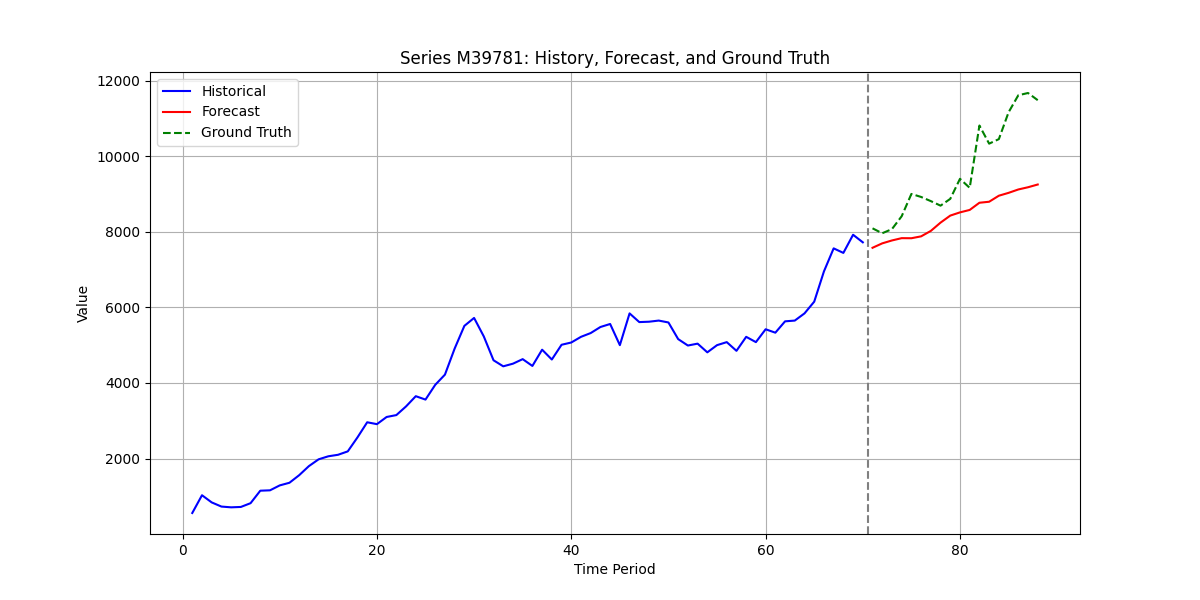 Series M39781: History, Forecast, and Ground Truth
Historical
Forecast
Ground Truth
12000
10000
8000
6000
4000
2000
Value
0
20
40
60
80
Time Period